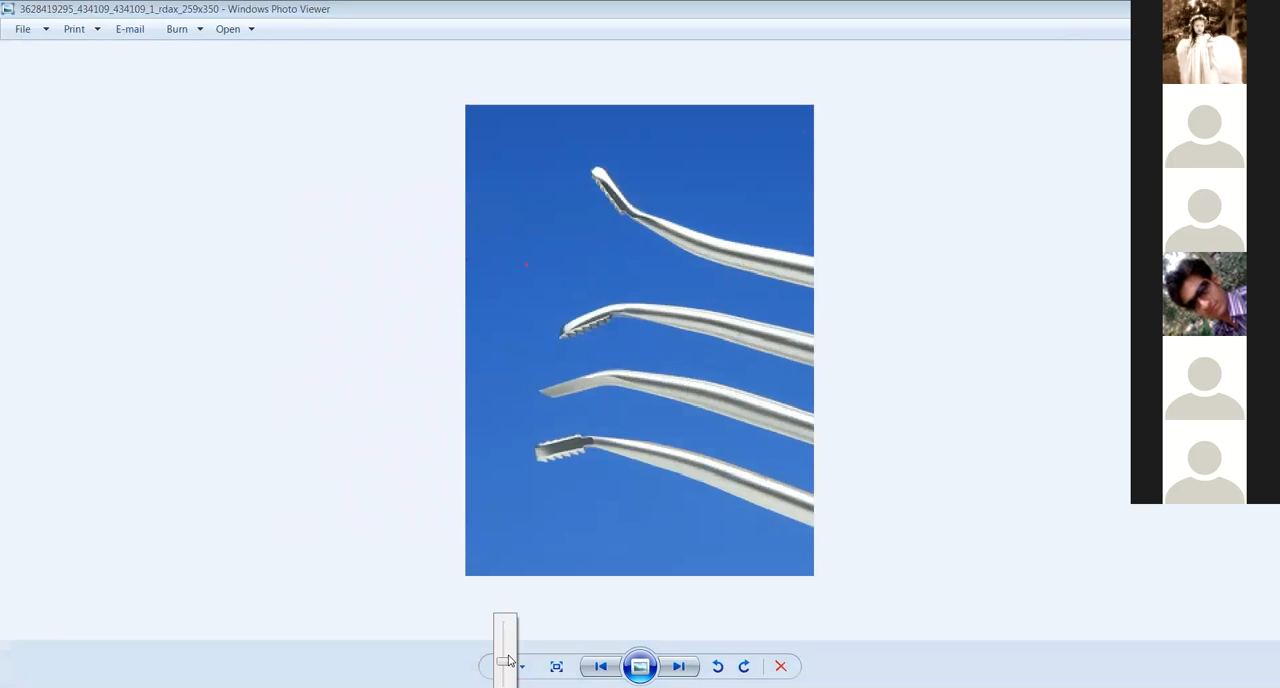 3628419295_434109_434109_1_rdax_259x350 - Windows Photo Viewer
File Print E-mail Burn Open